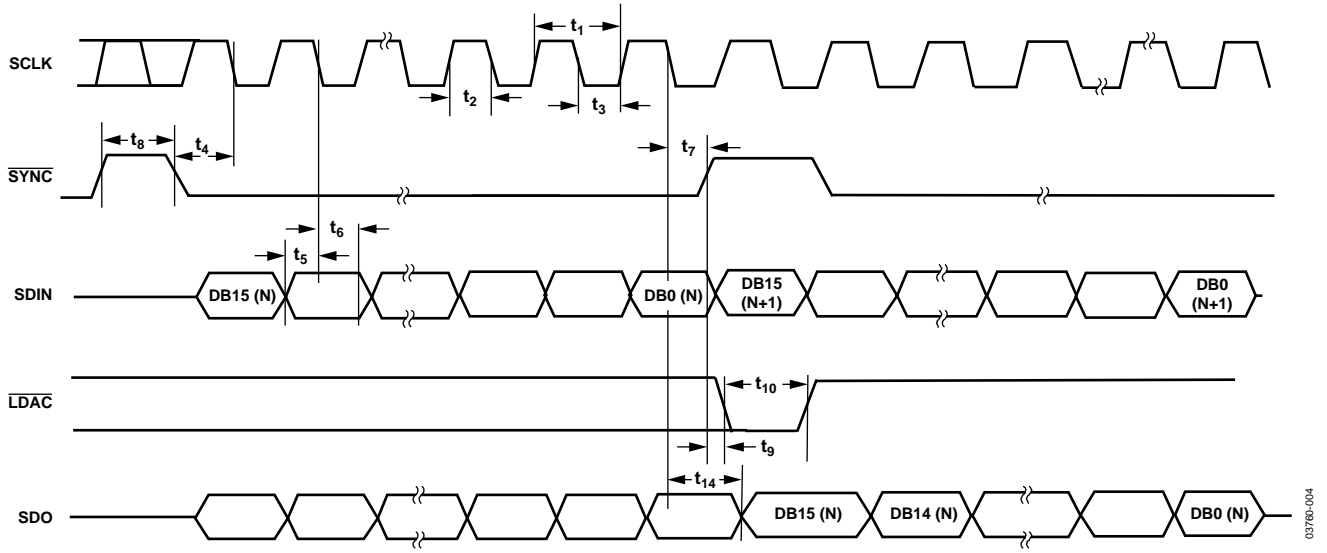 t1
SCLK
t2
t3
t8
t4
t7
SYNC
t6
t5
SDIN
DB15 (N)
DB0 (N)
DB15
(N+1)
DB0
(N+1)
t10
LDAC
t9
t14
SDO
DB15 (N)
DB14 (N)
DB0 (N)
03760-004